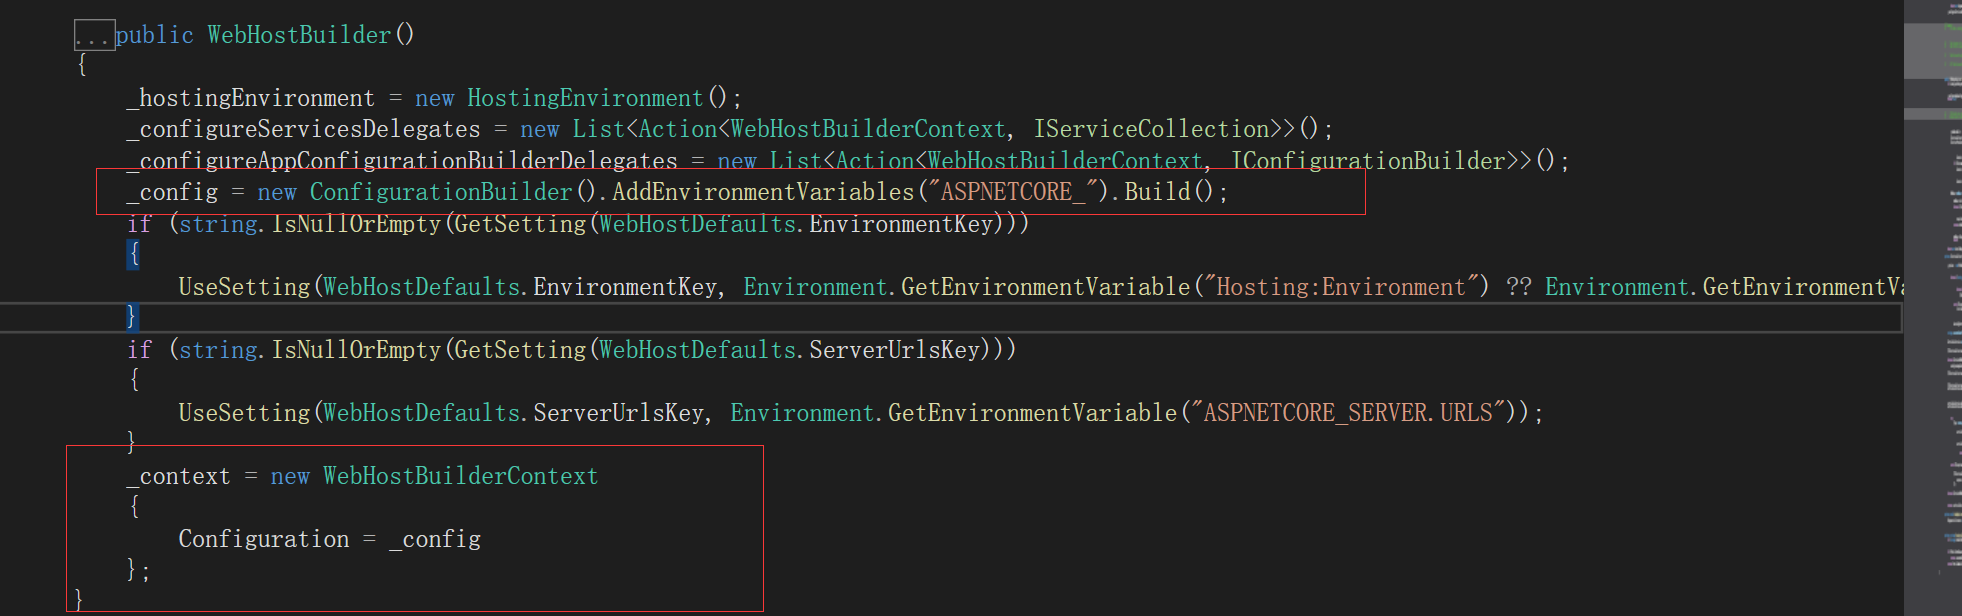 ...public WebHostBuilder()
{
_hostingEnvironment = new HostingEnvironment();
_configureServicesDelegates = new List<Action<WebHostBuilderContext, IServiceCollection>>();
_configureAppConfigurationBuilderDelegates = new List<Action<WebHostBuilderContext, IConfigurationBuilder>>();
_config = new ConfigurationBuilder().AddEnvironmentVariables("ASPNETCORE_").Build();
if (string.IsNullOrEmpty(GetSetting(WebHostDefaults.EnvironmentKey)))
{
UseSetting(WebHostDefaults.EnvironmentKey, Environment.GetEnvironmentVariable("Hosting:Environment") ?? Environment.GetEnvironmentVa
}
if (string.IsNullOrEmpty(GetSetting(WebHostDefaults.ServerUrlsKey)))
{
UseSetting(WebHostDefaults.ServerUrlsKey, Environment.GetEnvironmentVariable("ASPNETCORE_SERVER.URLS"));
}
_context = new WebHostBuilderContext
{
Configuration = _config
};
}